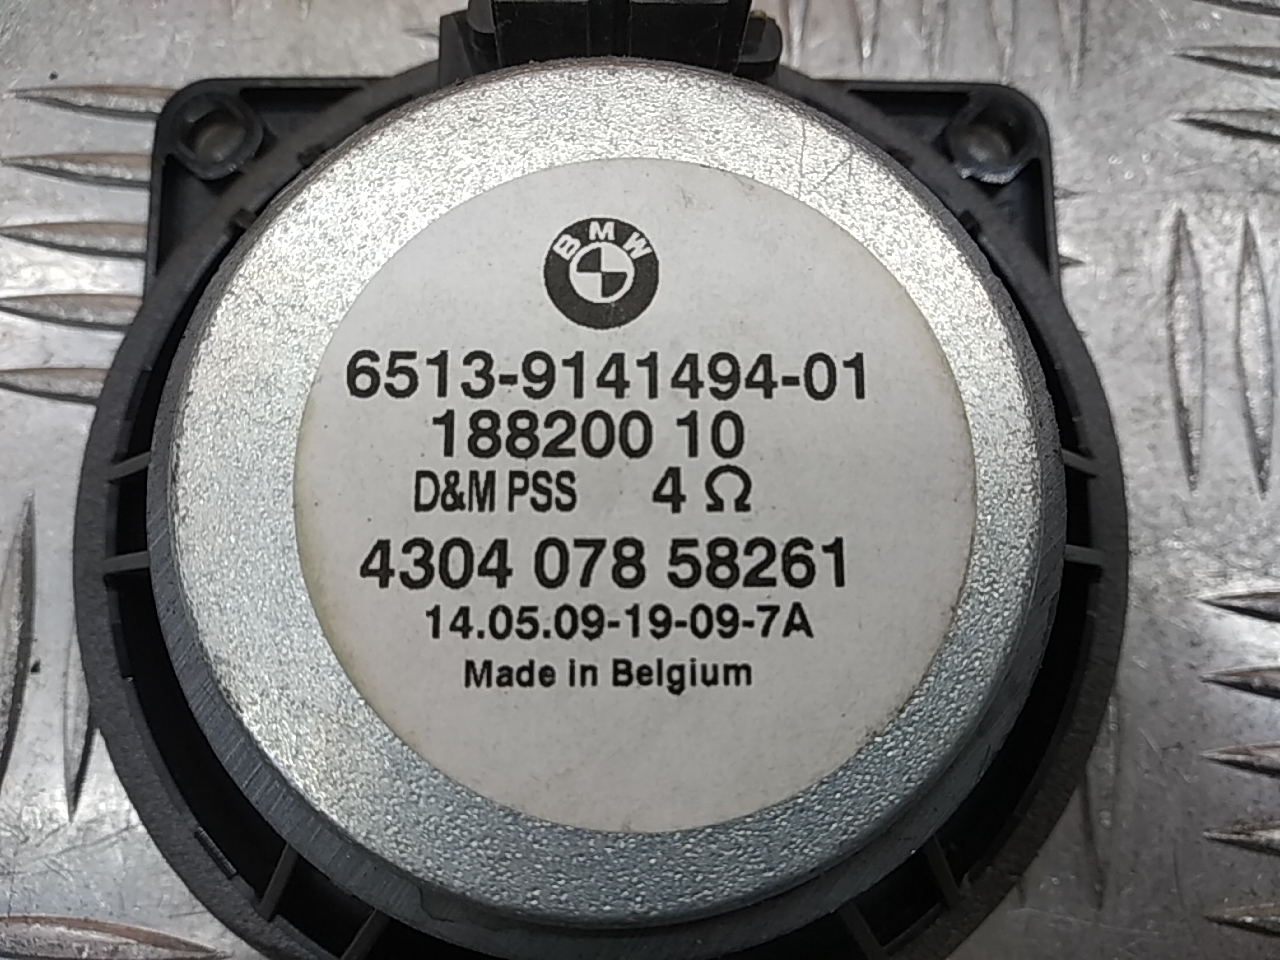 BMW
6513-9141494-01
188200 10
D&M PSS 4 Ω
4304 078 58261
14.05.09-19-09-7A
Made in Belgium